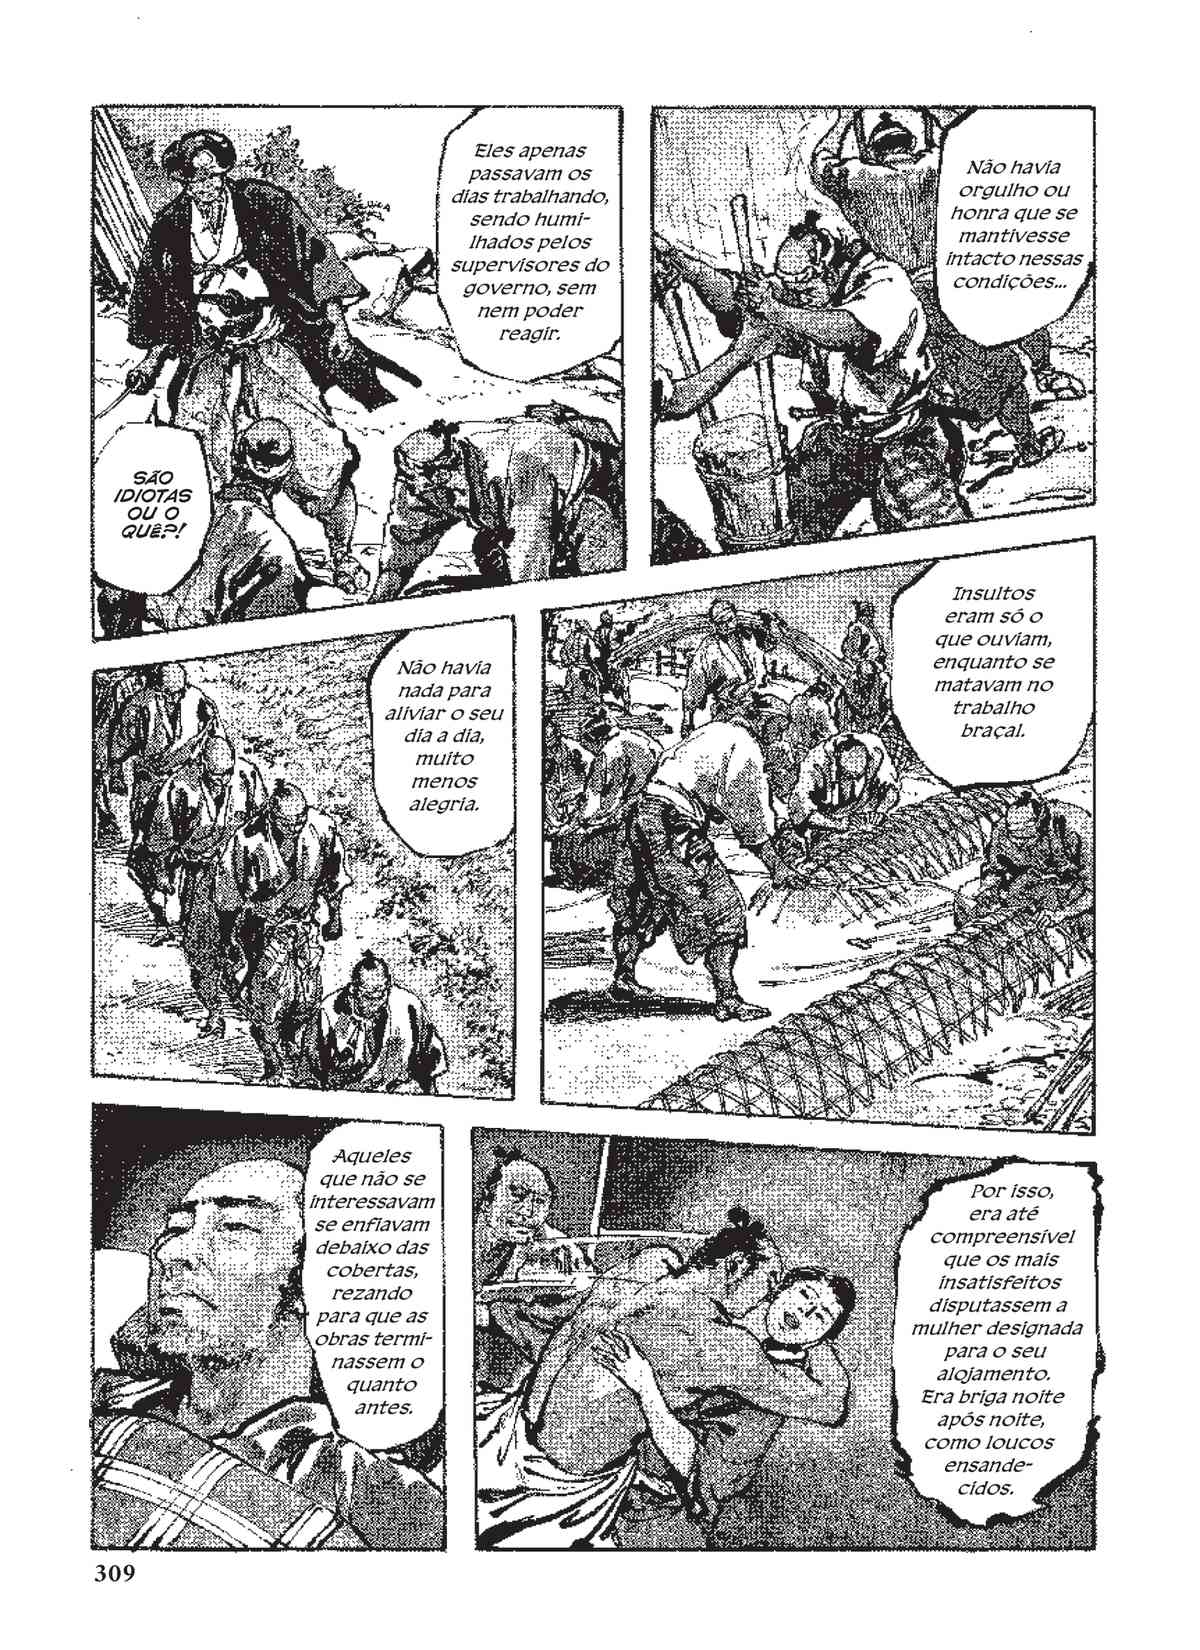 Não havia
orgulho ou
honra que se
mantivesse
intacto nessas
condições...
Eles apenas
passavam os
dias trabalhando,
sendo humi-
lhados pelos
supervisores do
governo, sem
nem poder
reagir.
SÃO
IDIOTAS
OU O
QUÊ?!
Insultos
eram só o
que ouviam,
enquanto se
matavam no
trabalho
braçal.
Não havia
nada para
aliviar o seu
dia a dia,
muito
menos
alegria.
Por isso,
era até
compreensível
que os mais
insatisfeitos
disputassem a
mulher designada
para o seu
alojamento.
Era briga noite
após noite,
como loucos
ensande-
cidos.
Aqueles
que não se
interessavam
se enfiavam
debaixo das
cobertas,
rezando
para que as
obras termi-
nassem o
quanto
antes.
309